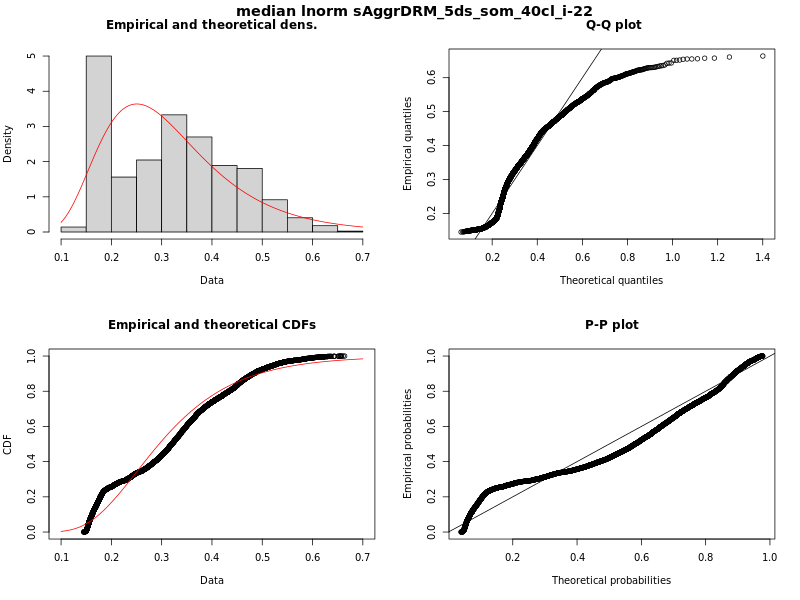 median lnorm sAggrDRM_5ds_som_40cl_i-22
Empirical and theoretical dens.
Density
0 1 2 3 4 5
0.1 0.2 0.3 0.4 0.5 0.6 0.7
Data
Q-Q plot
Empirical quantiles
0.2 0.3 0.4 0.5 0.6
0.2 0.4 0.6 0.8 1.0 1.2 1.4
Theoretical quantiles
Empirical and theoretical CDFs
CDF
0.0 0.2 0.4 0.6 0.8 1.0
0.1 0.2 0.3 0.4 0.5 0.6 0.7
Data
P-P plot
Empirical probabilities
0.0 0.2 0.4 0.6 0.8 1.0
0.2 0.4 0.6 0.8 1.0
Theoretical probabilities